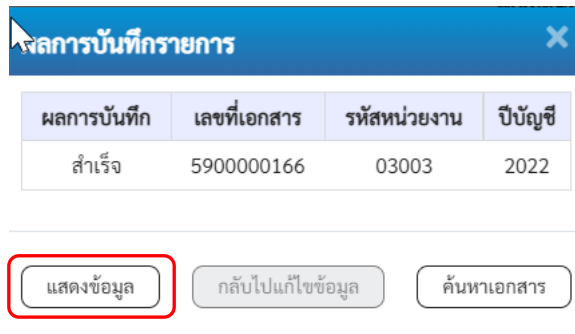 ผลการบันทึกรายการ
ผลการบันทึก เลขที่เอกสาร รหัสหน่วยงาน ปีบัญชี
สำเร็จ 5900000166 03003 2022
แสดงข้อมูล กลับไปแก้ไขข้อมูล ค้นหาเอกสาร